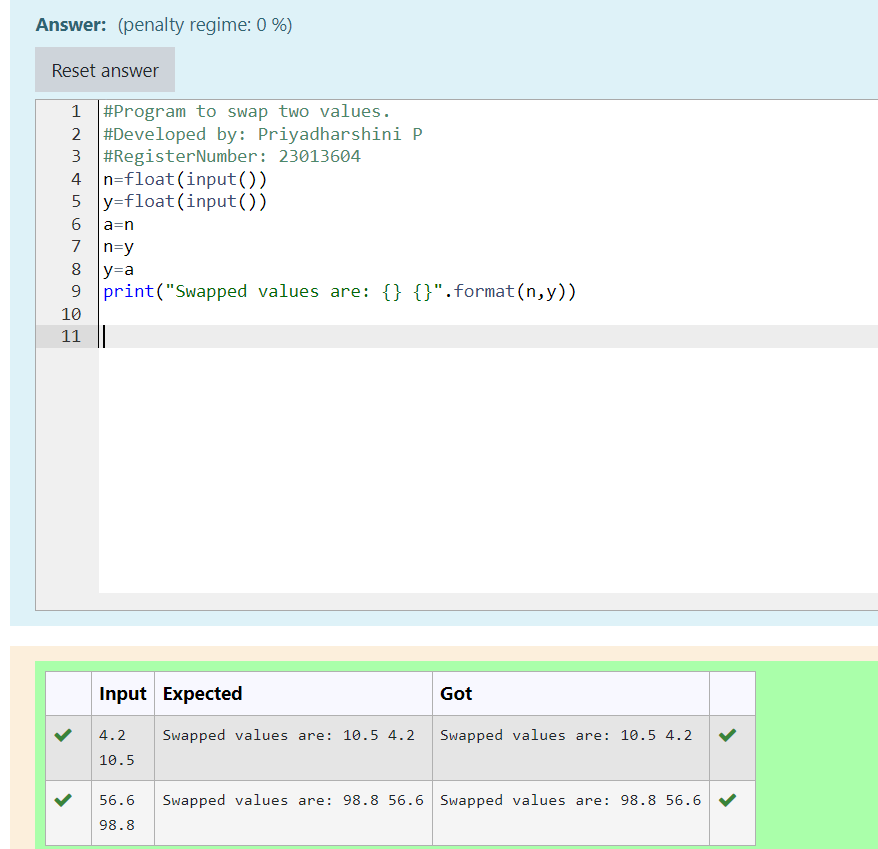 Answer: (penalty regime: 0 %)
Reset answer
1 #Program to swap two values.
2 #Developed by: Priyadharshini P
3 #RegisterNumber: 23013604
4 n=float(input())
5 y=float(input())
6 a=n
7 n=y
8 y=a
9 print("Swapped values are: {} {}".format(n,y))
10
11
Input Expected Got
4.2 Swapped values are: 10.5 4.2 Swapped values are: 10.5 4.2
10.5
56.6 Swapped values are: 98.8 56.6 Swapped values are: 98.8 56.6
98.8